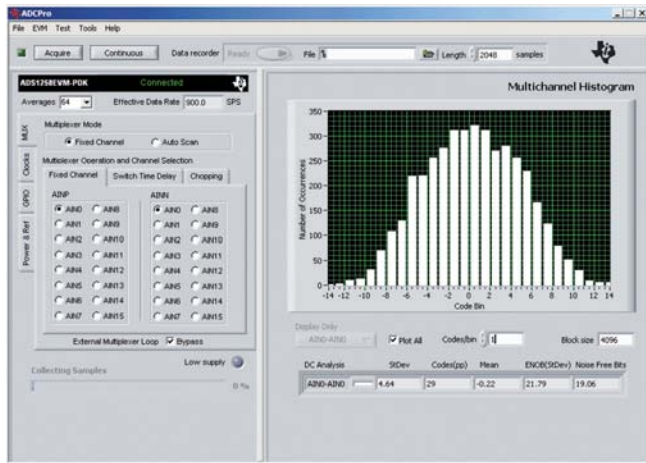 ADCPro
File EVM Test Tools Help
Acquire Continuous Data recorder Ready File % Length 2048 samples
ADS1258EVM-PDK Connected
Averages 64 Effective Data Rate 900.0 SPS
MUX
Clocks
GPIO
Power & Ref
Multiplexer Mode
Fixed Channel Auto Scan
Multiplexer Operation and Channel Selection
Fixed Channel Switch Time Delay Chopping
AINP AINN
AIN0 AIN8 AIN0 AIN8
AIN1 AIN9 AIN1 AIN9
AIN2 AIN10 AIN2 AIN10
AIN3 AIN11 AIN3 AIN11
AIN4 AIN12 AIN4 AIN12
AIN5 AIN13 AIN5 AIN13
AIN6 AIN14 AIN6 AIN14
AIN7 AIN15 AIN7 AIN15
External Multiplexer Loop Bypass
Low supply
Collecting Samples
0 %
Multichannel Histogram
Number of Occurrences
350
300
250
200
150
100
50
0
-14 -12 -10 -8 -6 -4 -2 0 2 4 6 8 10 12 14
Code Bin
Display Only
AIN0-AIN0 Plot All Codes/bin 1 Block size 4096
DC Analysis StDev Codes(pp) Mean ENOB(StDev) Noise Free Bits
AIN0-AIN0 4.64 29 -0.22 21.79 19.06